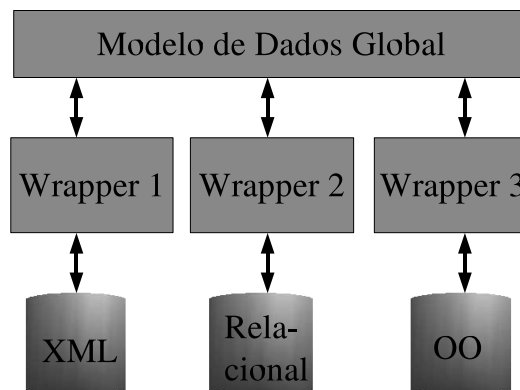 Modelo de Dados Global
Wrapper 1
Wrapper 2
Wrapper 3
XML
Rela-
cional
OO